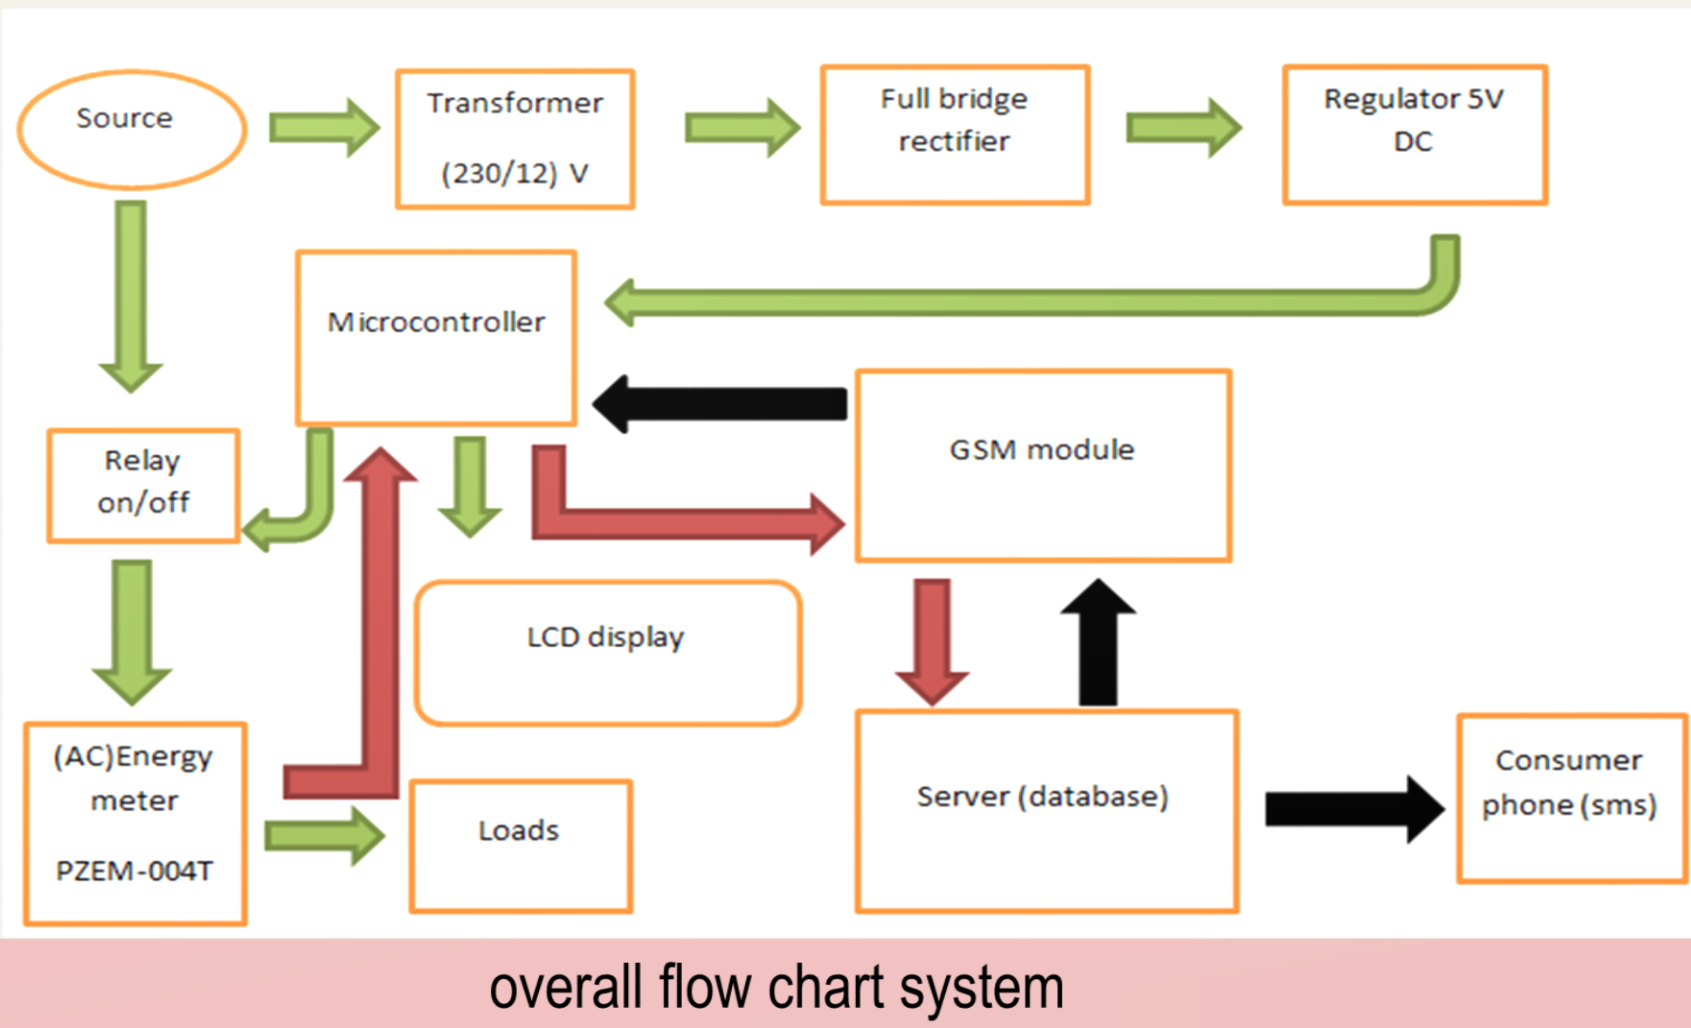 Source
Transformer
(230/12) V
Full bridge
rectifier
Regulator 5V
DC
Microcontroller
GSM module
Relay
on/off
LCD display
(AC)Energy
meter
PZEM-004T
Loads
Server (database)
Consumer
phone (sms)
overall flow chart system